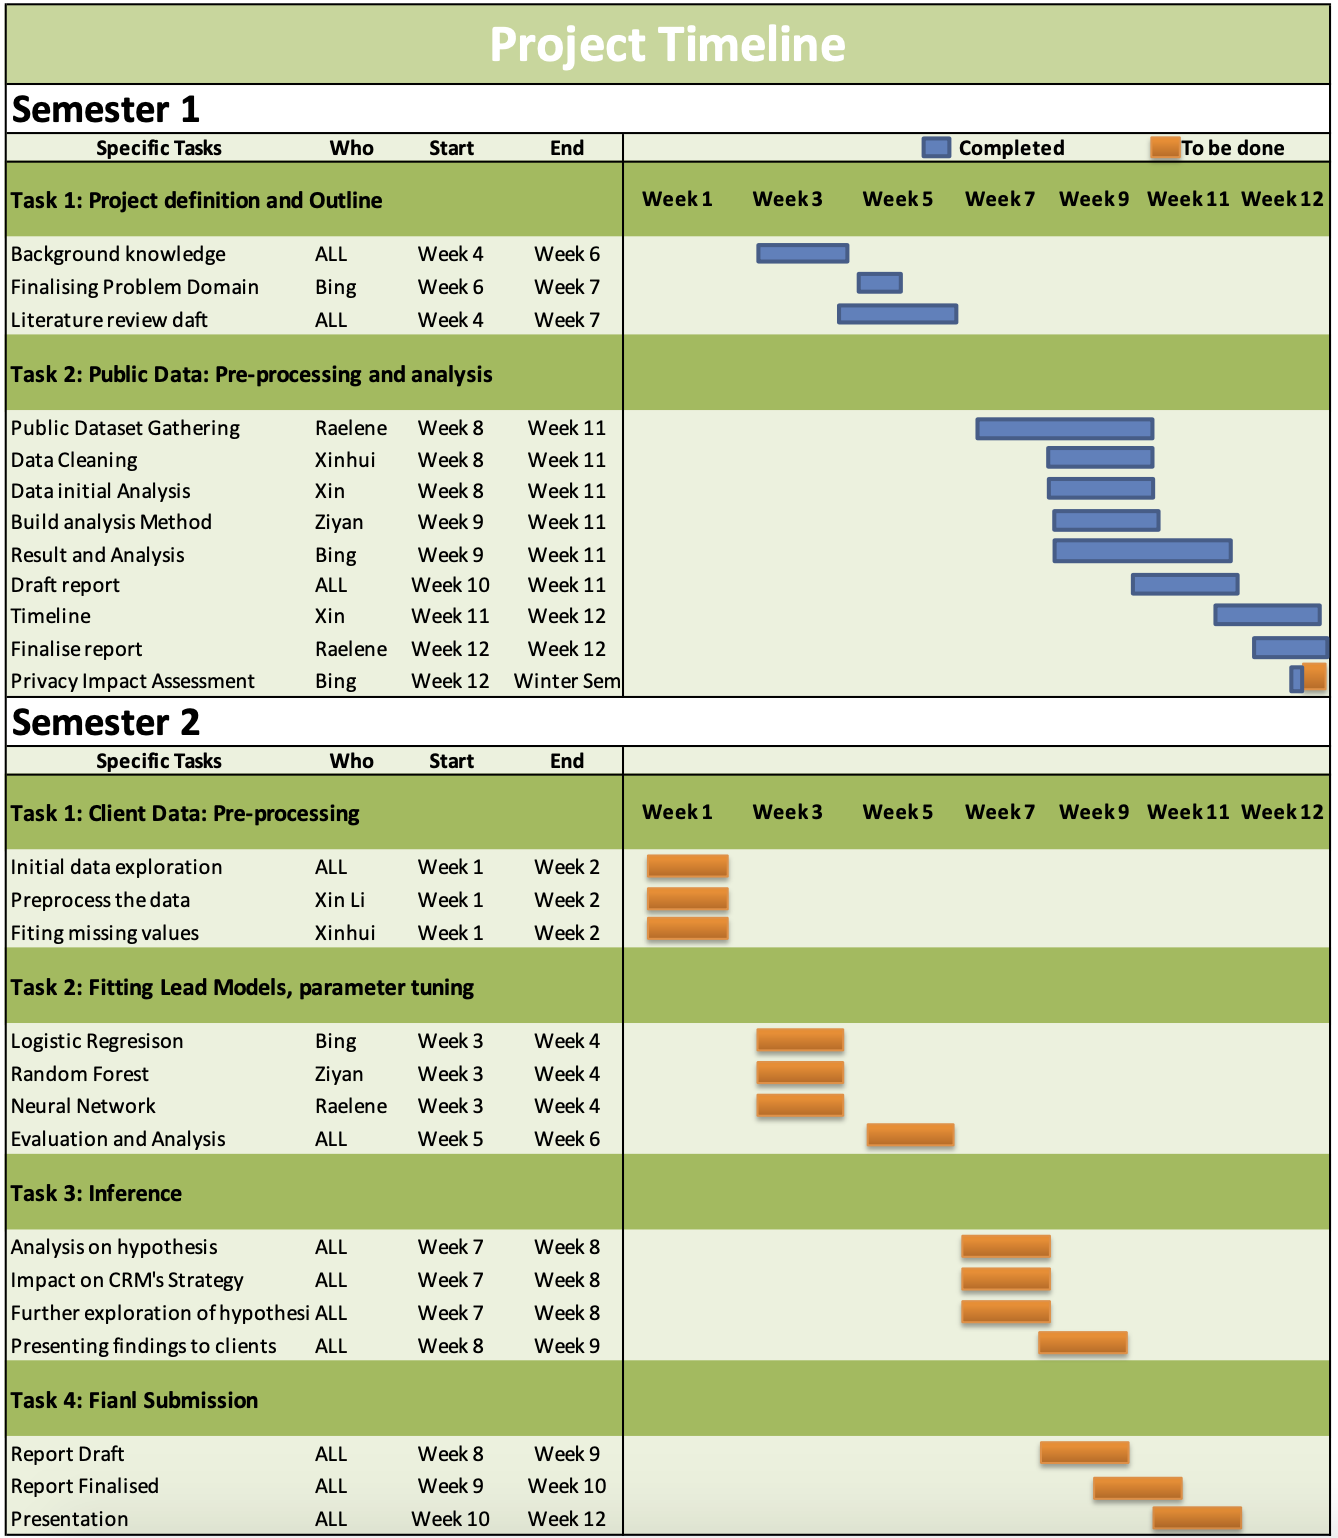 Project Timeline
Semester 1
Specific Tasks Who Start End Completed To be done
Task 1: Project definition and Outline Week 1 Week 3 Week 5 Week 7 Week 9 Week 11 Week 12
Background knowledge ALL Week 4 Week 6
Finalising Problem Domain Bing Week 6 Week 7
Literature review daft ALL Week 4 Week 7
Task 2: Public Data: Pre-processing and analysis
Public Dataset Gathering Raelene Week 8 Week 11
Data Cleaning Xinhui Week 8 Week 11
Data initial Analysis Xin Week 8 Week 11
Build analysis Method Ziyan Week 9 Week 11
Result and Analysis Bing Week 9 Week 11
Draft report ALL Week 10 Week 11
Timeline Xin Week 11 Week 12
Finalise report Raelene Week 12 Week 12
Privacy Impact Assessment Bing Week 12 Winter Sem
Semester 2
Specific Tasks Who Start End
Task 1: Client Data: Pre-processing Week 1 Week 3 Week 5 Week 7 Week 9 Week 11 Week 12
Initial data exploration ALL Week 1 Week 2
Preprocess the data Xin Li Week 1 Week 2
Fiting missing values Xinhui Week 1 Week 2
Task 2: Fitting Lead Models, parameter tuning
Logistic Regresison Bing Week 3 Week 4
Random Forest Ziyan Week 3 Week 4
Neural Network Raelene Week 3 Week 4
Evaluation and Analysis ALL Week 5 Week 6
Task 3: Inference
Analysis on hypothesis ALL Week 7 Week 8
Impact on CRM's Strategy ALL Week 7 Week 8
Further exploration of hypothesi ALL Week 7 Week 8
Presenting findings to clients ALL Week 8 Week 9
Task 4: Fianl Submission
Report Draft ALL Week 8 Week 9
Report Finalised ALL Week 9 Week 10
Presentation ALL Week 10 Week 12